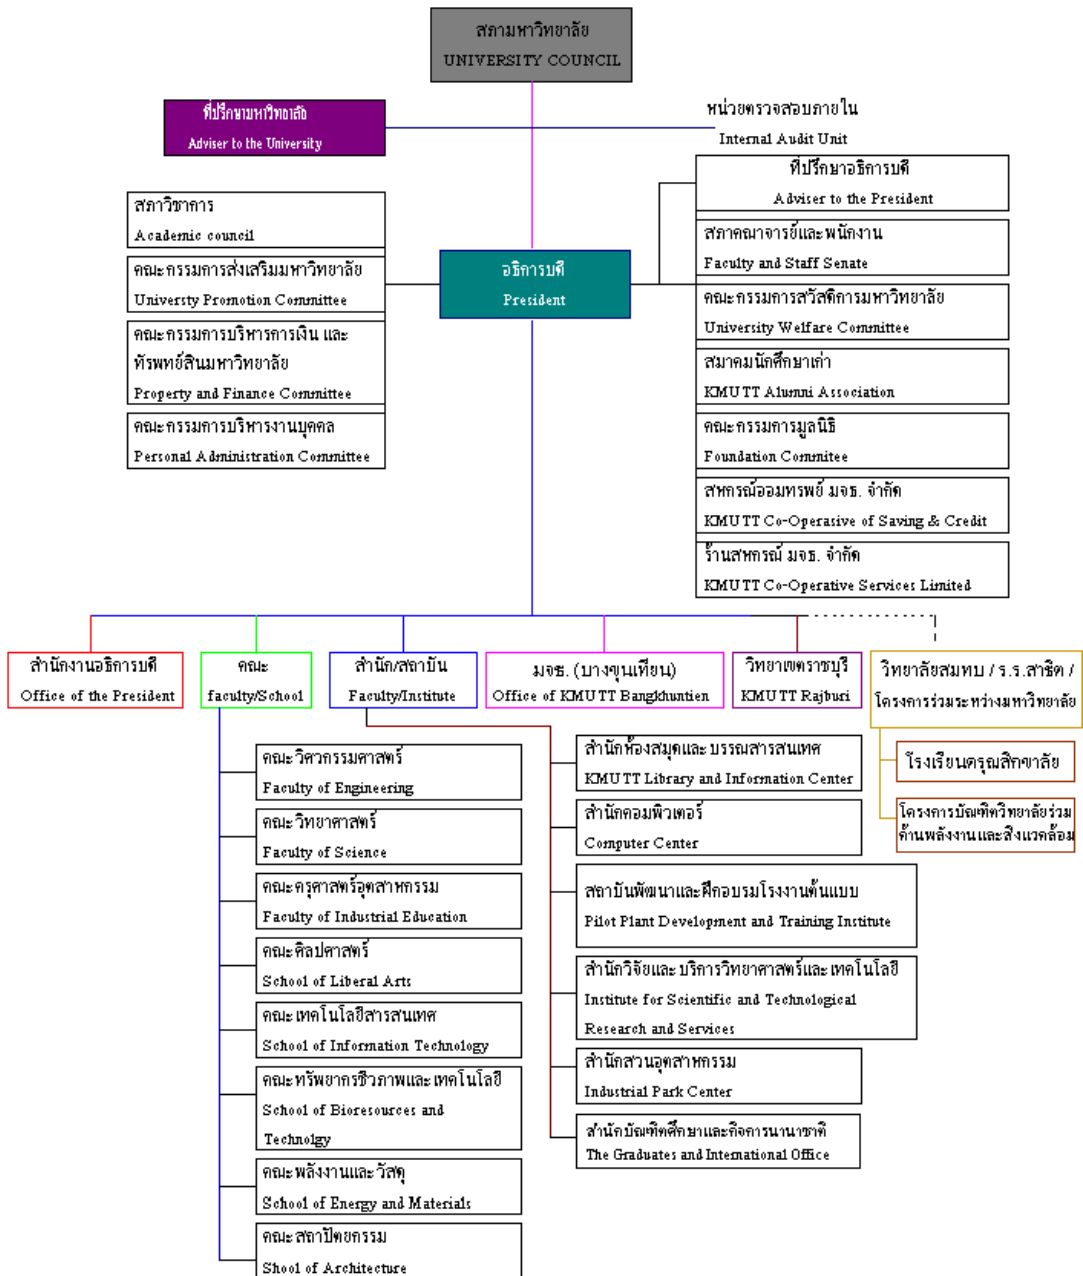 สภามหาวิทยาลัย
UNIVERSITY COUNCIL
ที่ปรึกษามหาวิทยาลัย
Adviser to the University
หน่วยตรวจสอบภายใน
Internal Audit Unit
ที่ปรึกษาอธิการบดี
Adviser to the President
สภาวิชาการ
Academic council
คณะกรรมการส่งเสริมมหาวิทยาลัย
Universty Promotion Committee
คณะกรรมการบริหารการเงิน และ
ทัรพทย์สินมหาวิทยาลัย
Property and Finance Committee
คณะกรรมการบริหารงานบุคคล
Personal Administration Committee
อธิการบดี
President
สภาคณาจารย์และพนักงาน
Faculty and Staff Senate
คณะกรรมการสวัสดิการมหาวิทยาลัย
University Welfare Committee
สมาคมนักศึกษาเก่า
KMUTT Alumni Association
คณะกรรมการมูลนิธิ
Foundation Commitee
สหกรณ์ออมทรพย์ มจธ. จำกัด
KMUTT Co-Operasive of Saving & Credit
ร้านสหกรณ์ มจธ. จำกัด
KMUTT Co-Operative Services Limited
สำนักงานอธิการบดี
Office of the President
คณะ
faculty/School
สำนัก/สถาบัน
Faculty/Institute
มจธ. (บางขุนเทียน)
Office of KMUTT Bangkhuntien
วิทยาเขตราชบุรี
KMUTT Rajburi
วิทยาลัยสมทบ / ร.ร.สาธิต /
โครงการร่วมระหว่างมหาวิทยาลัย
คณะวิศวกรรมศาสตร์
Faculty of Engineering
คณะวิทยาศาสตร์
Faculty of Science
คณะครุศาสตร์อุตสาหกรรม
Faculty of Industrial Education
คณะศิลปศาสตร์
School of Liberal Arts
คณะเทคโนโลยีสารสนเทศ
School of Information Technology
คณะทรัพยากรชีวภาพและเทคโนโลยี
School of Bioresources and
Technolgy
คณะพลังงานและวัสดุ
School of Energy and Materials
คณะสถาปัตยกรรม
Shool of Architecture
สำนักห้องสมุดและบรรณสารสนเทศ
KMUTT Library and Information Center
สำนักคอมพิวเตอร์
Computer Center
สถาบันพัฒนาและฝึกอบรมโรงงานต้นแบบ
Pilot Plant Development and Training Institute
สำนักวิจัยและบริการวิทยาศาสตร์และเทคโนโลยี
Institute for Scientific and Technological
Research and Services
สำนักสวนอุตสาหกรรม
Industrial Park Center
สำนักบัณฑิตศึกษาและกิจการนานาชาติ
The Graduates and International Office
โรงเรียนดรุณสิกขาลัย
โครงการบัณฑิตวิทยาลัยร่วม
ด้านพลังงานและสิ่งแวดล้อม